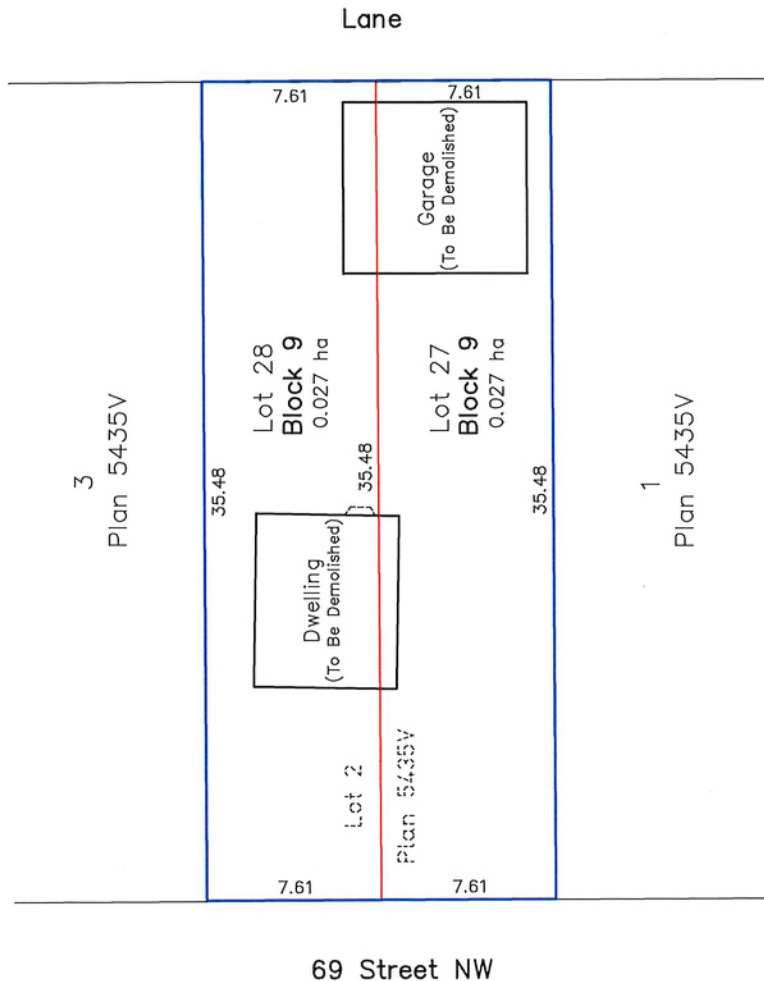 Lane
7.61
7.61
Garage
(To Be Demolished)
Lot 28
Block 9
0.027 ha
Lot 27
Block 9
0.027 ha
3
Plan 5435V
35.48
35.48
35.48
1
Plan 5435V
Dwelling
(To Be Demolished)
Lot 2
Plan 5435V
7.61
7.61
69 Street NW